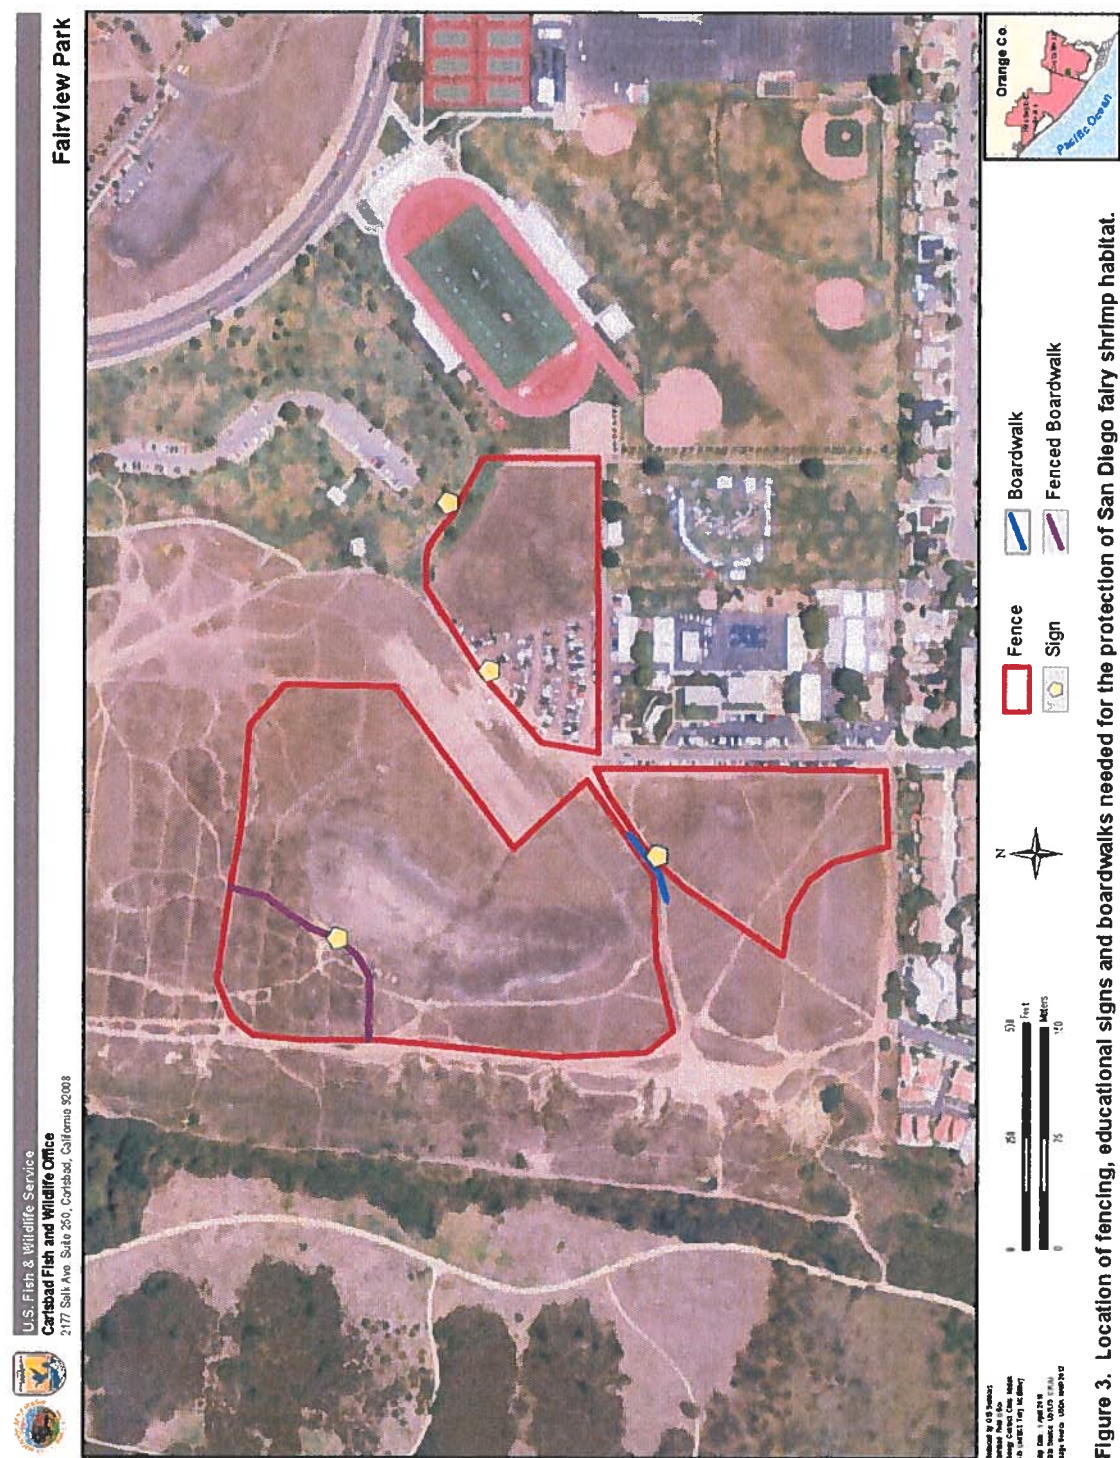 U.S. Fish & Wildlife Service
Carlsbad Fish and Wildlife Office
2177 Salk Ave. Suite 250, Carlsbad, California 92008
Fairview Park
N
0 250 500
Feet
0 75 150
Meters
Fence
Sign
Boardwalk
Fenced Boardwalk
Orange Co.
Pacific Ocean
Figure 3. Location of fencing, educational signs and boardwalks needed for the protection of San Diego fairy shrimp habitat.